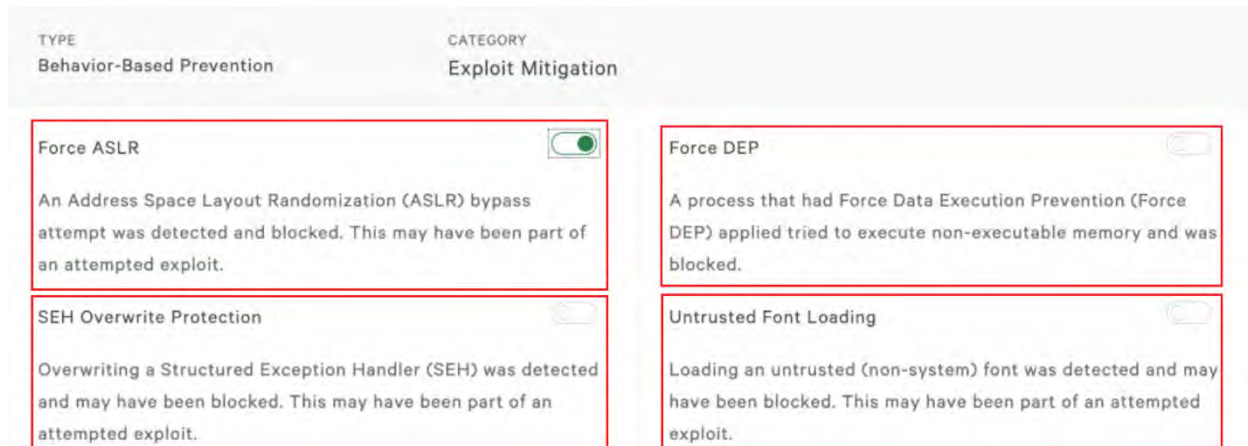 TYPE
Behavior-Based Prevention
CATEGORY
Exploit Mitigation
Force ASLR
An Address Space Layout Randomization (ASLR) bypass
attempt was detected and blocked. This may have been part of
an attempted exploit.
Force DEP
A process that had Force Data Execution Prevention (Force
DEP) applied tried to execute non-executable memory and was
blocked.
SEH Overwrite Protection
Overwriting a Structured Exception Handler (SEH) was detected
and may have been blocked. This may have been part of an
attempted exploit.
Untrusted Font Loading
Loading an untrusted (non-system) font was detected and may
have been blocked. This may have been part of an attempted
exploit.